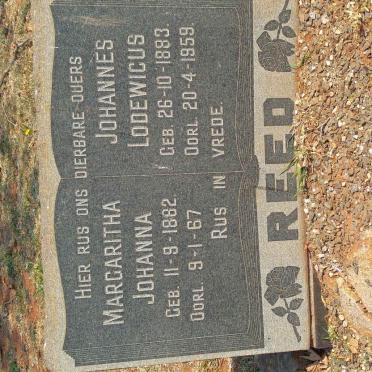 HIER RUS ONS DIERBARE OUERS
MARGARITHA
JOHANNA
GEB. 11-9-1882.
OORL. 9-1-67
JOHANNES
LODEWICUS
GEB. 26-10-1883.
OORL. 20-4-1959.
RUS IN VREDE.
REED